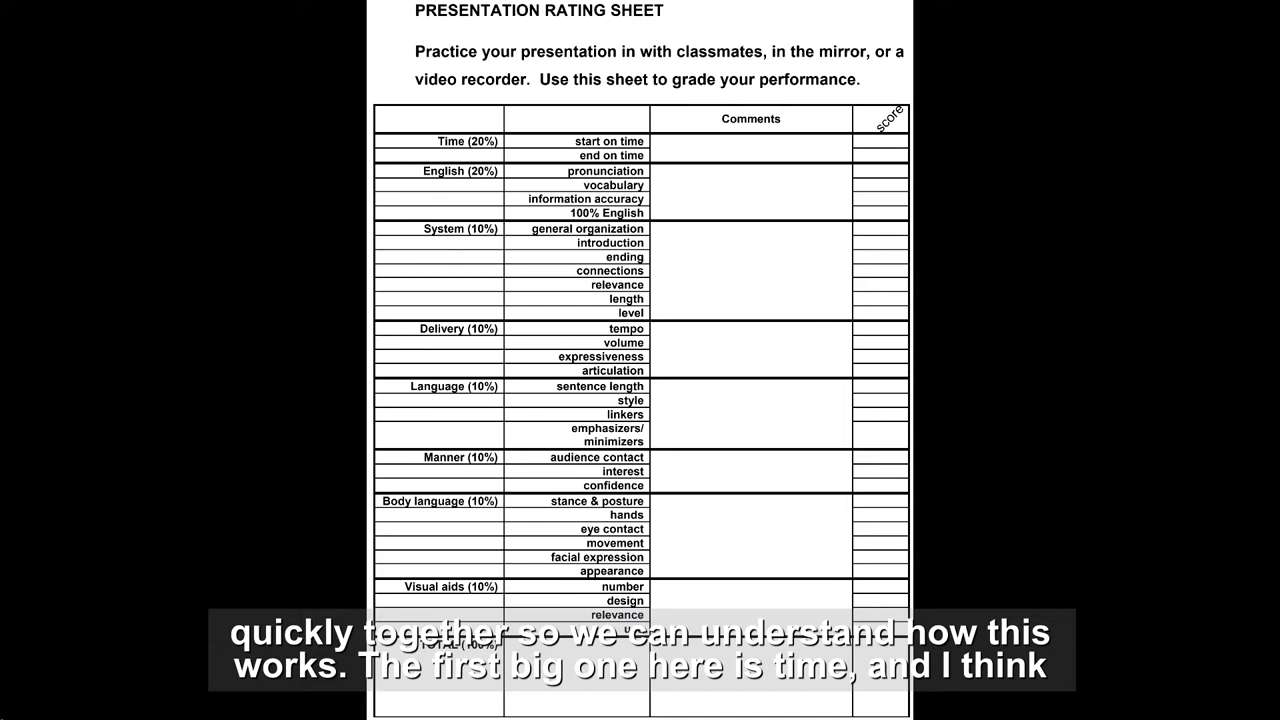 PRESENTATION RATING SHEET
Practice your presentation in with classmates, in the mirror, or a
video recorder. Use this sheet to grade your performance.
Comments score
Time (20%) start on time
end on time
English (20%) pronunciation
vocabulary
information accuracy
100% English
System (10%) general organization
introduction
ending
connections
relevance
length
level
Delivery (10%) tempo
volume
expressiveness
articulation
Language (10%) sentence length
style
linkers
emphasizers/
minimizers
Manner (10%) audience contact
interest
confidence
Body language (10%) stance & posture
hands
eye contact
movement
facial expression
appearance
Visual aids (10%) number
design
relevance
TOTAL (100%)
quickly together so we can understand how this
works. The first big one here is time, and I think